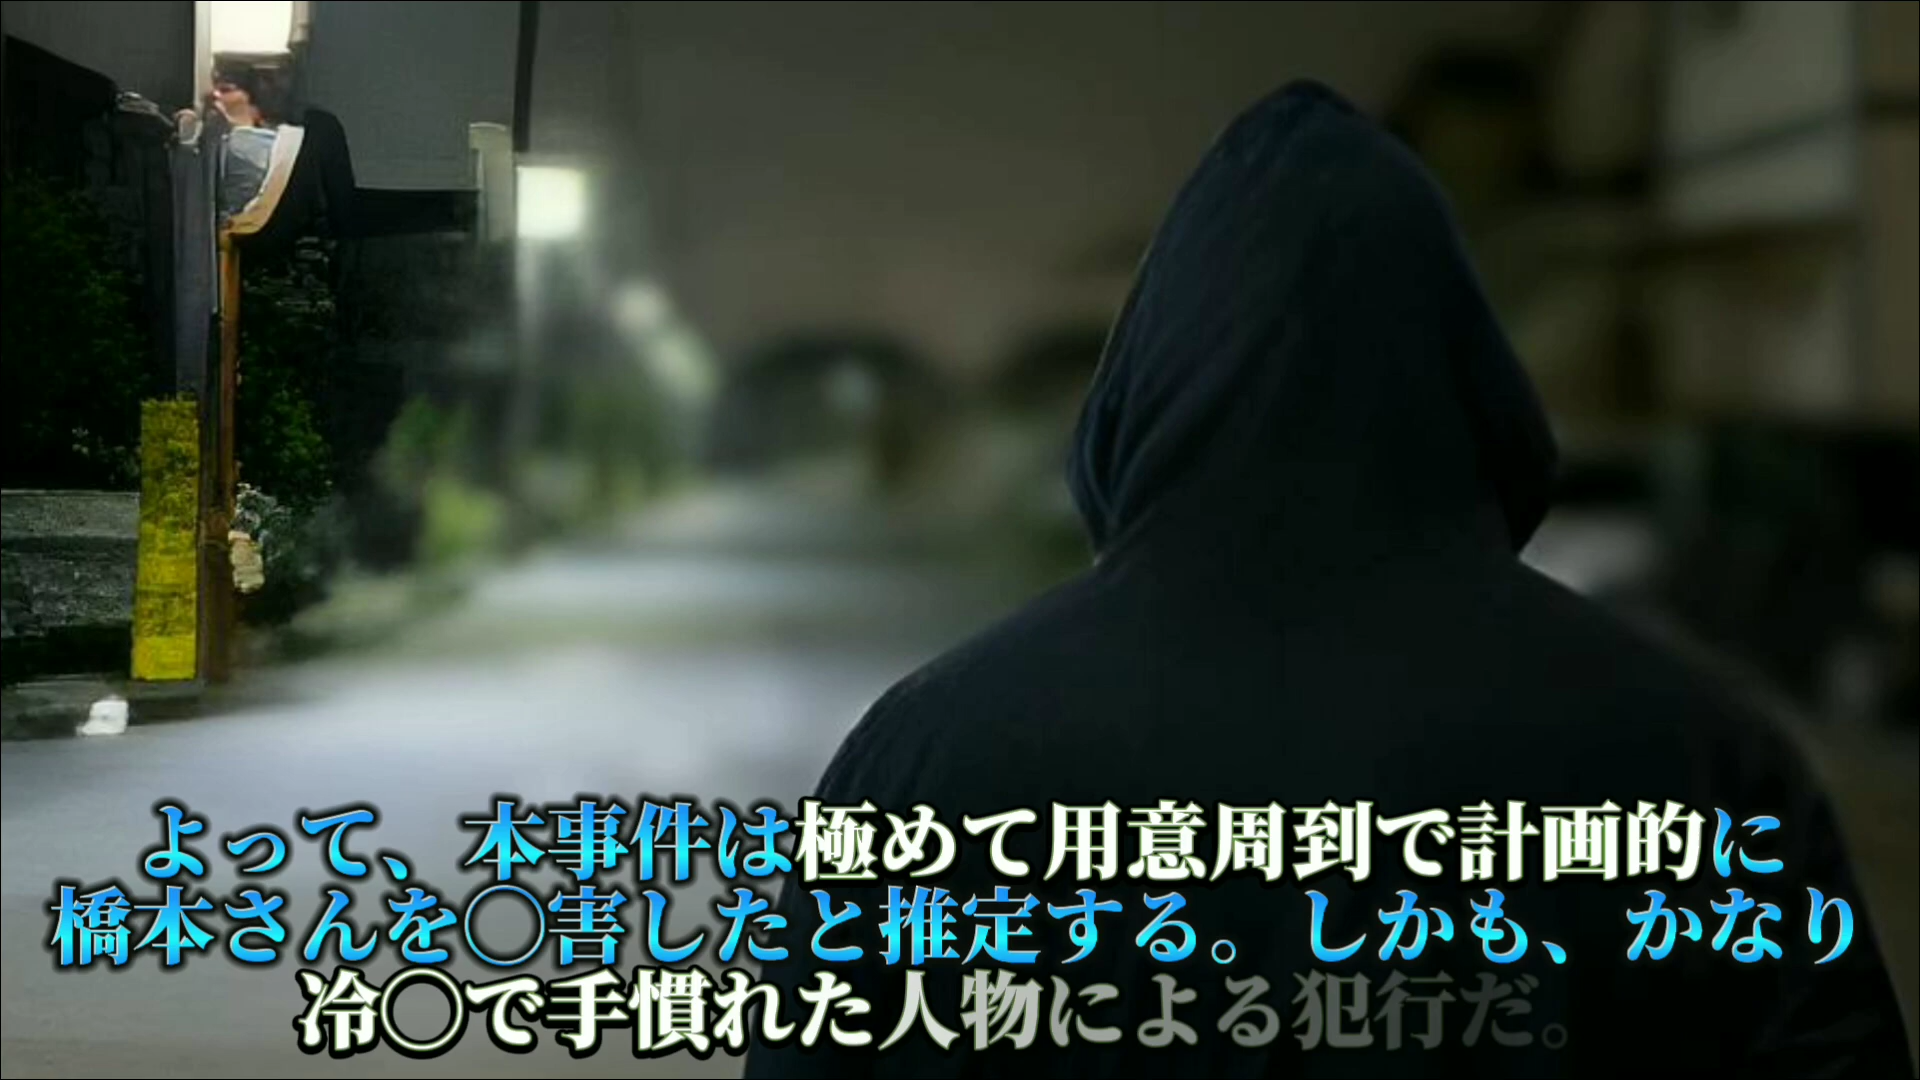 よって、本事件は極めて用意周到で計画的に
橋本さんを◯害したと推定する。しかも、かなり
冷◯で手慣れた人物による犯行だ。